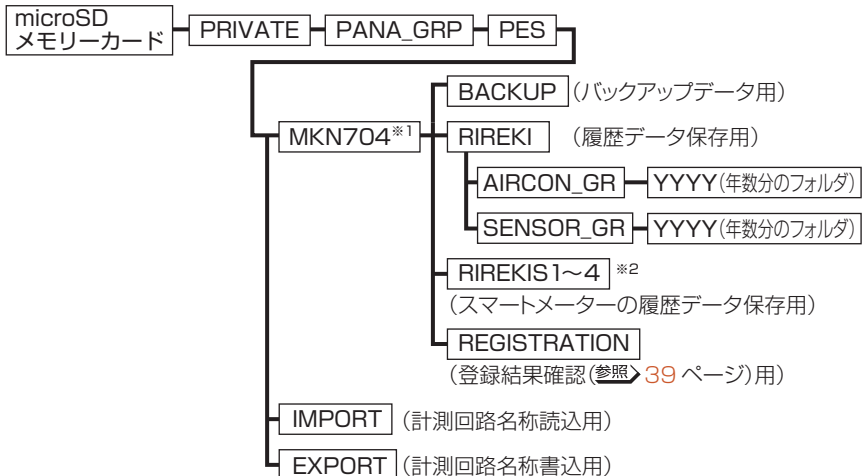 microSD
メモリーカード PRIVATE PANA_GRP PES
BACKUP (バックアップデータ用)
MKN704※1 RIREKI (履歴データ保存用)
AIRCON_GR YYYY(年数分のフォルダ)
SENSOR_GR YYYY(年数分のフォルダ)
RIREKIS1〜4 ※2
(スマートメーターの履歴データ保存用)
REGISTRATION
(登録結果確認(参照 39 ページ)用)
IMPORT (計測回路名称読込用)
EXPORT (計測回路名称書込用)